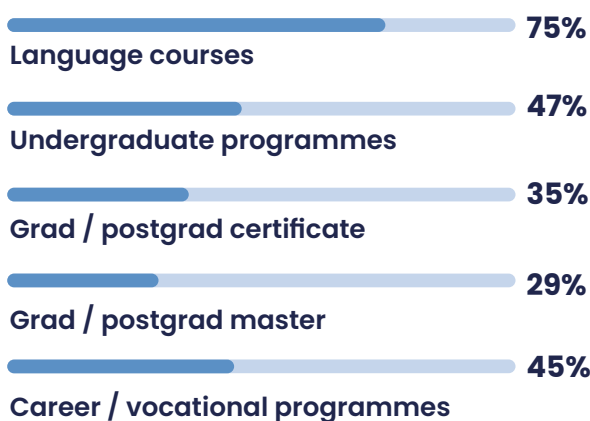 75%
Language courses
47%
Undergraduate programmes
35%
Grad / postgrad certificate
29%
Grad / postgrad master
45%
Career / vocational programmes